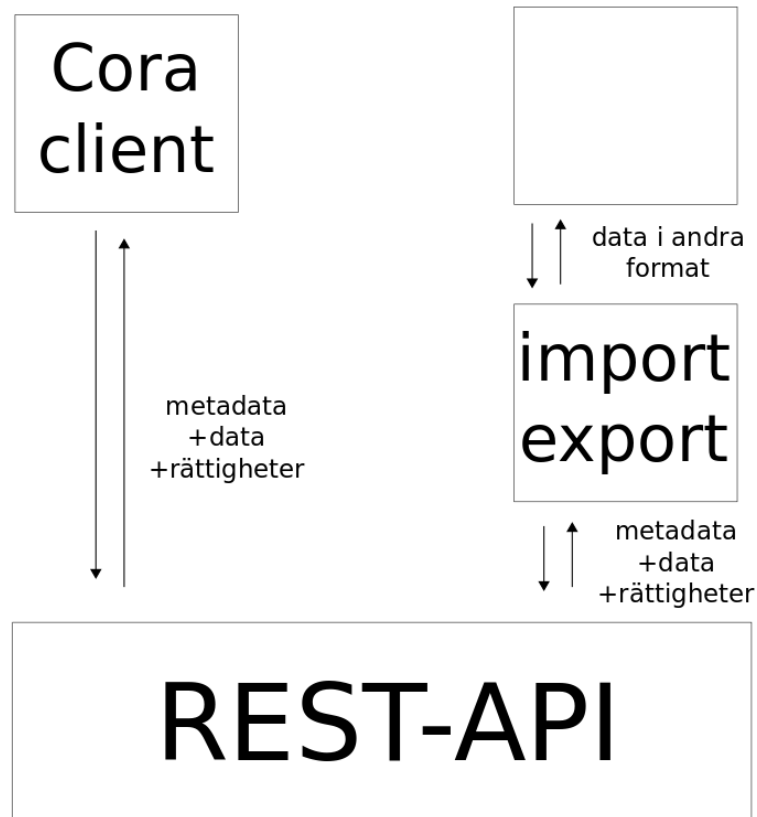 Cora
client
data i andra
format
import
export
metadata
+data
+rättigheter
metadata
+data
+rättigheter
REST-API